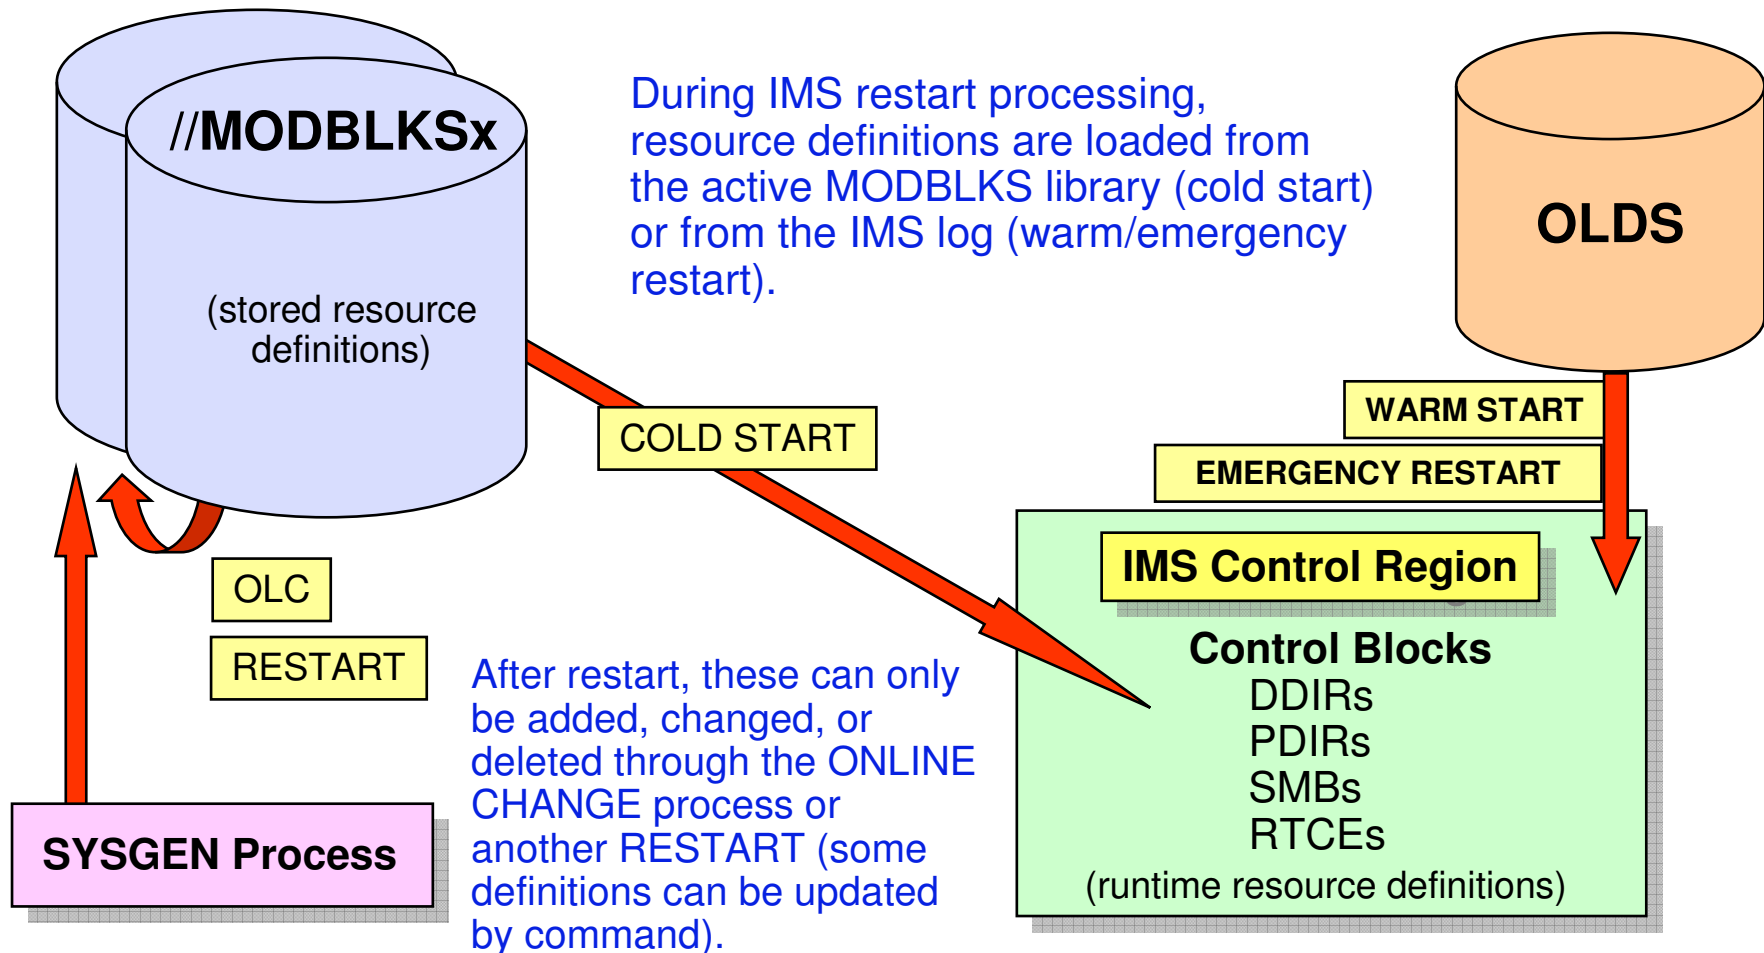 //MODBLKSx
(stored resource
definitions)
During IMS restart processing,
resource definitions are loaded from
the active MODBLKS library (cold start)
or from the IMS log (warm/emergency
restart).
OLDS
WARM START
EMERGENCY RESTART
COLD START
OLC
RESTART
SYSGEN Process
After restart, these can only
be added, changed, or
deleted through the ONLINE
CHANGE process or
another RESTART (some
definitions can be updated
by command).
IMS Control Region
Control Blocks
DDIRs
PDIRs
SMBs
RTCEs
(runtime resource definitions)